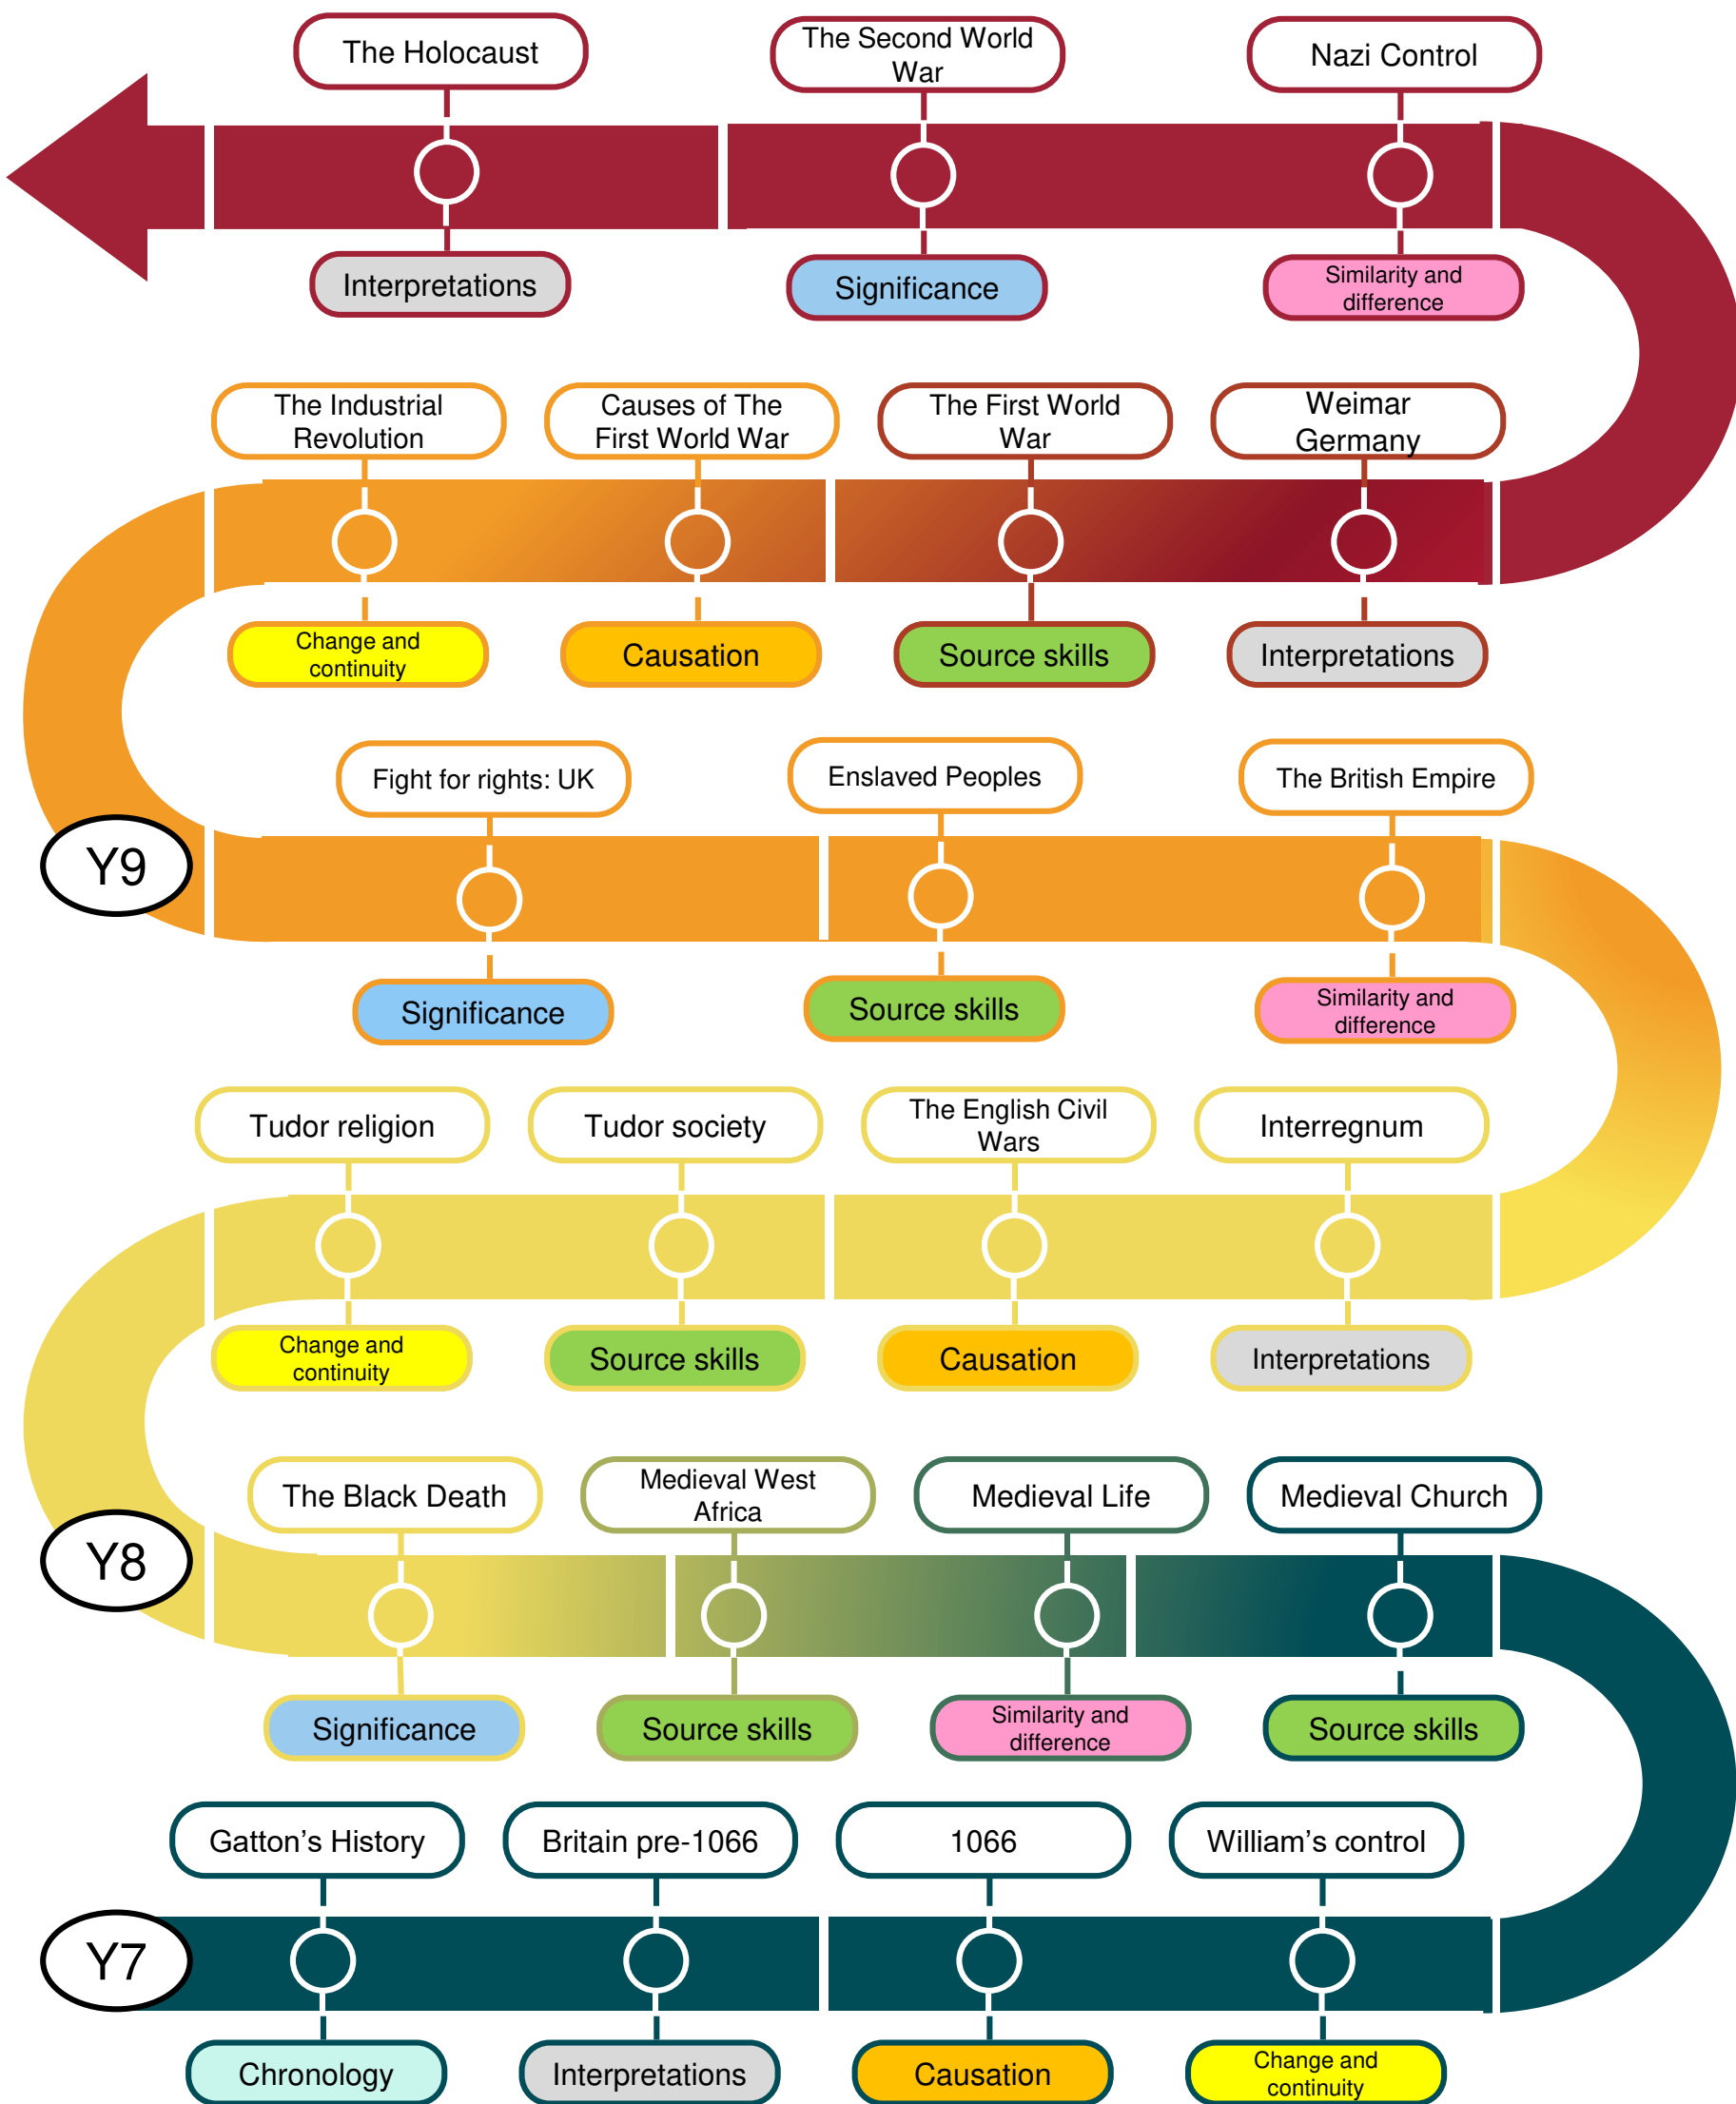 The Holocaust
The Second World
War
Nazi Control
Interpretations
Significance
Similarity and
difference
The Industrial
Revolution
Causes of The
First World War
The First World
War
Weimar
Germany
Change and
continuity
Causation
Source skills
Interpretations
Fight for rights: UK
Enslaved Peoples
The British Empire
Y9
Significance
Source skills
Similarity and
difference
Tudor religion
Tudor society
The English Civil
Wars
Interregnum
Change and
continuity
Source skills
Causation
Interpretations
The Black Death
Medieval West
Africa
Medieval Life
Medieval Church
Y8
Significance
Source skills
Similarity and
difference
Source skills
Gatton’s History
Britain pre-1066
1066
William’s control
Y7
Chronology
Interpretations
Causation
Change and
continuity